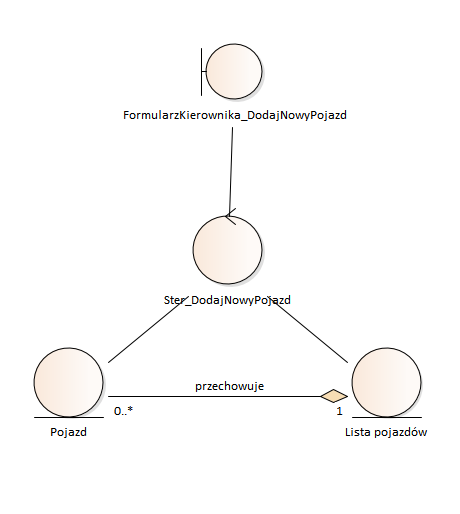 FormularzKierownika_DodajNowyPojazd
Ster_DodajNowyPojazd
przechowuje
0..*
1
Pojazd
Lista pojazdów